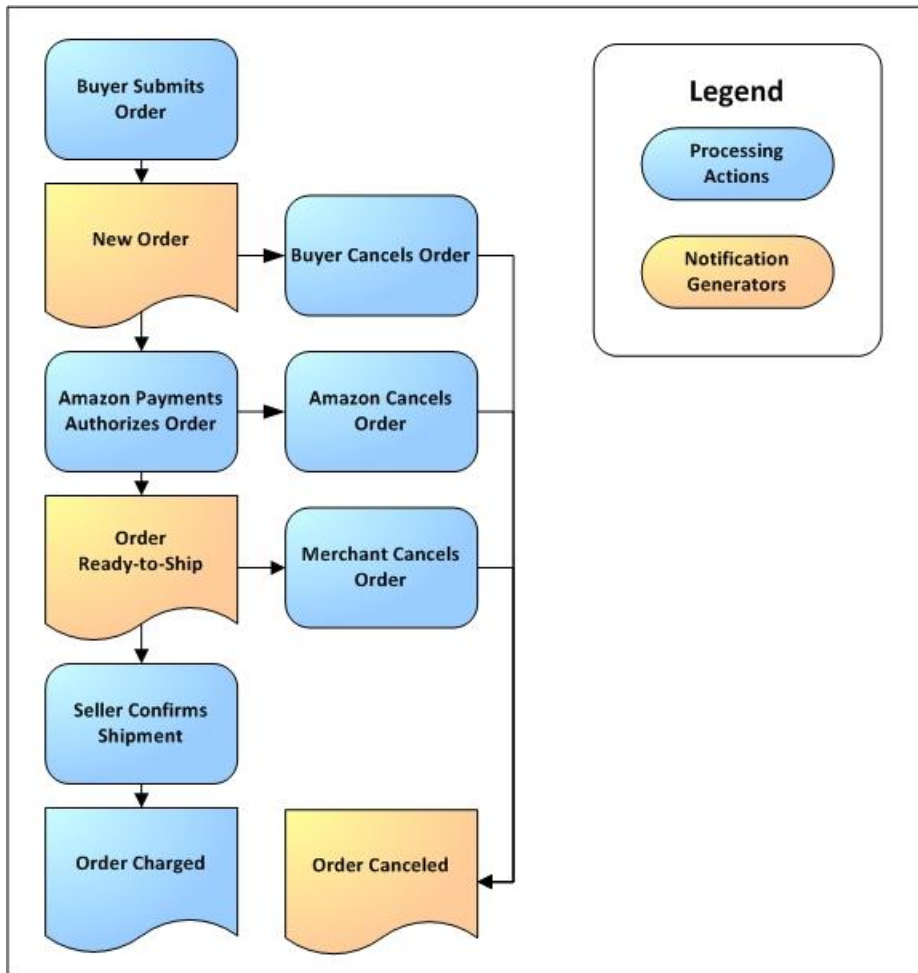 Buyer Submits
Order
New Order
Buyer Cancels Order
Amazon Payments
Authorizes Order
Amazon Cancels
Order
Order
Ready-to-Ship
Merchant Cancels
Order
Seller Confirms
Shipment
Order Charged
Order Canceled
Legend
Processing
Actions
Notification
Generators